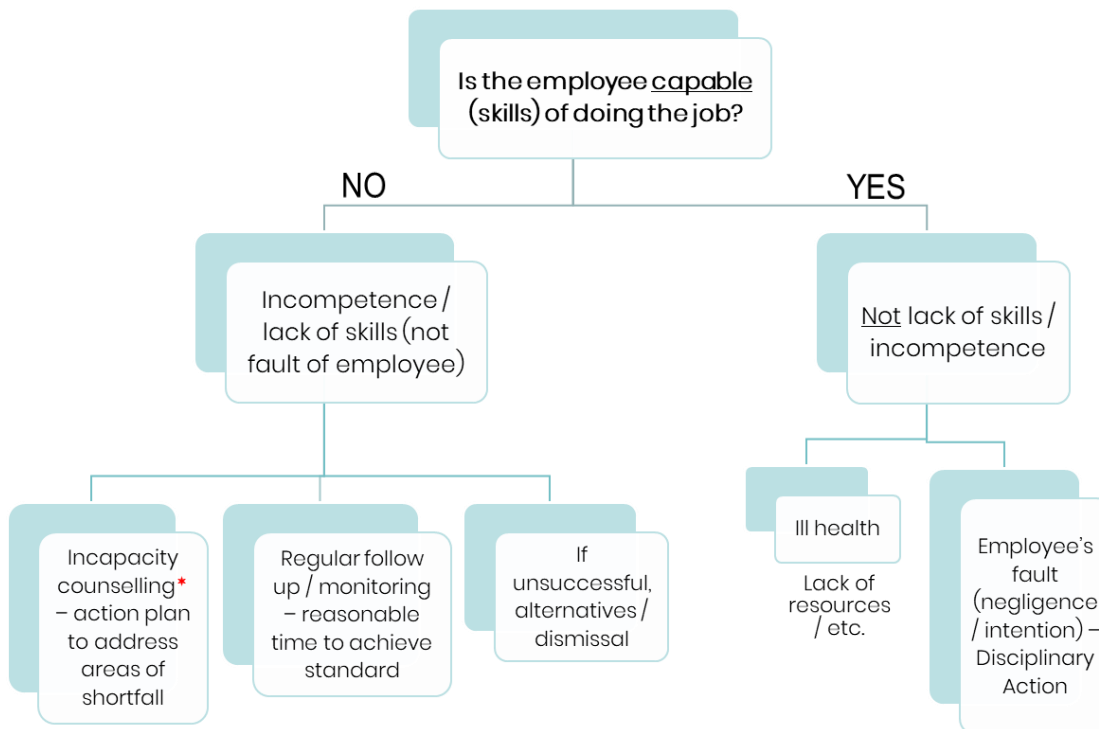 Is the employee capable
(skills) of doing the job?
NO
YES
Incompetence /
lack of skills (not
fault of employee)
Not lack of skills /
incompetence
Incapacity
counselling*
– action plan
to address
areas of
shortfall
Regular follow
up / monitoring
– reasonable
time to achieve
standard
If
unsuccessful,
alternatives /
dismissal
Ill health
Lack of
resources
/ etc.
Employee's
fault
(negligence
/ intention) –
Disciplinary
Action